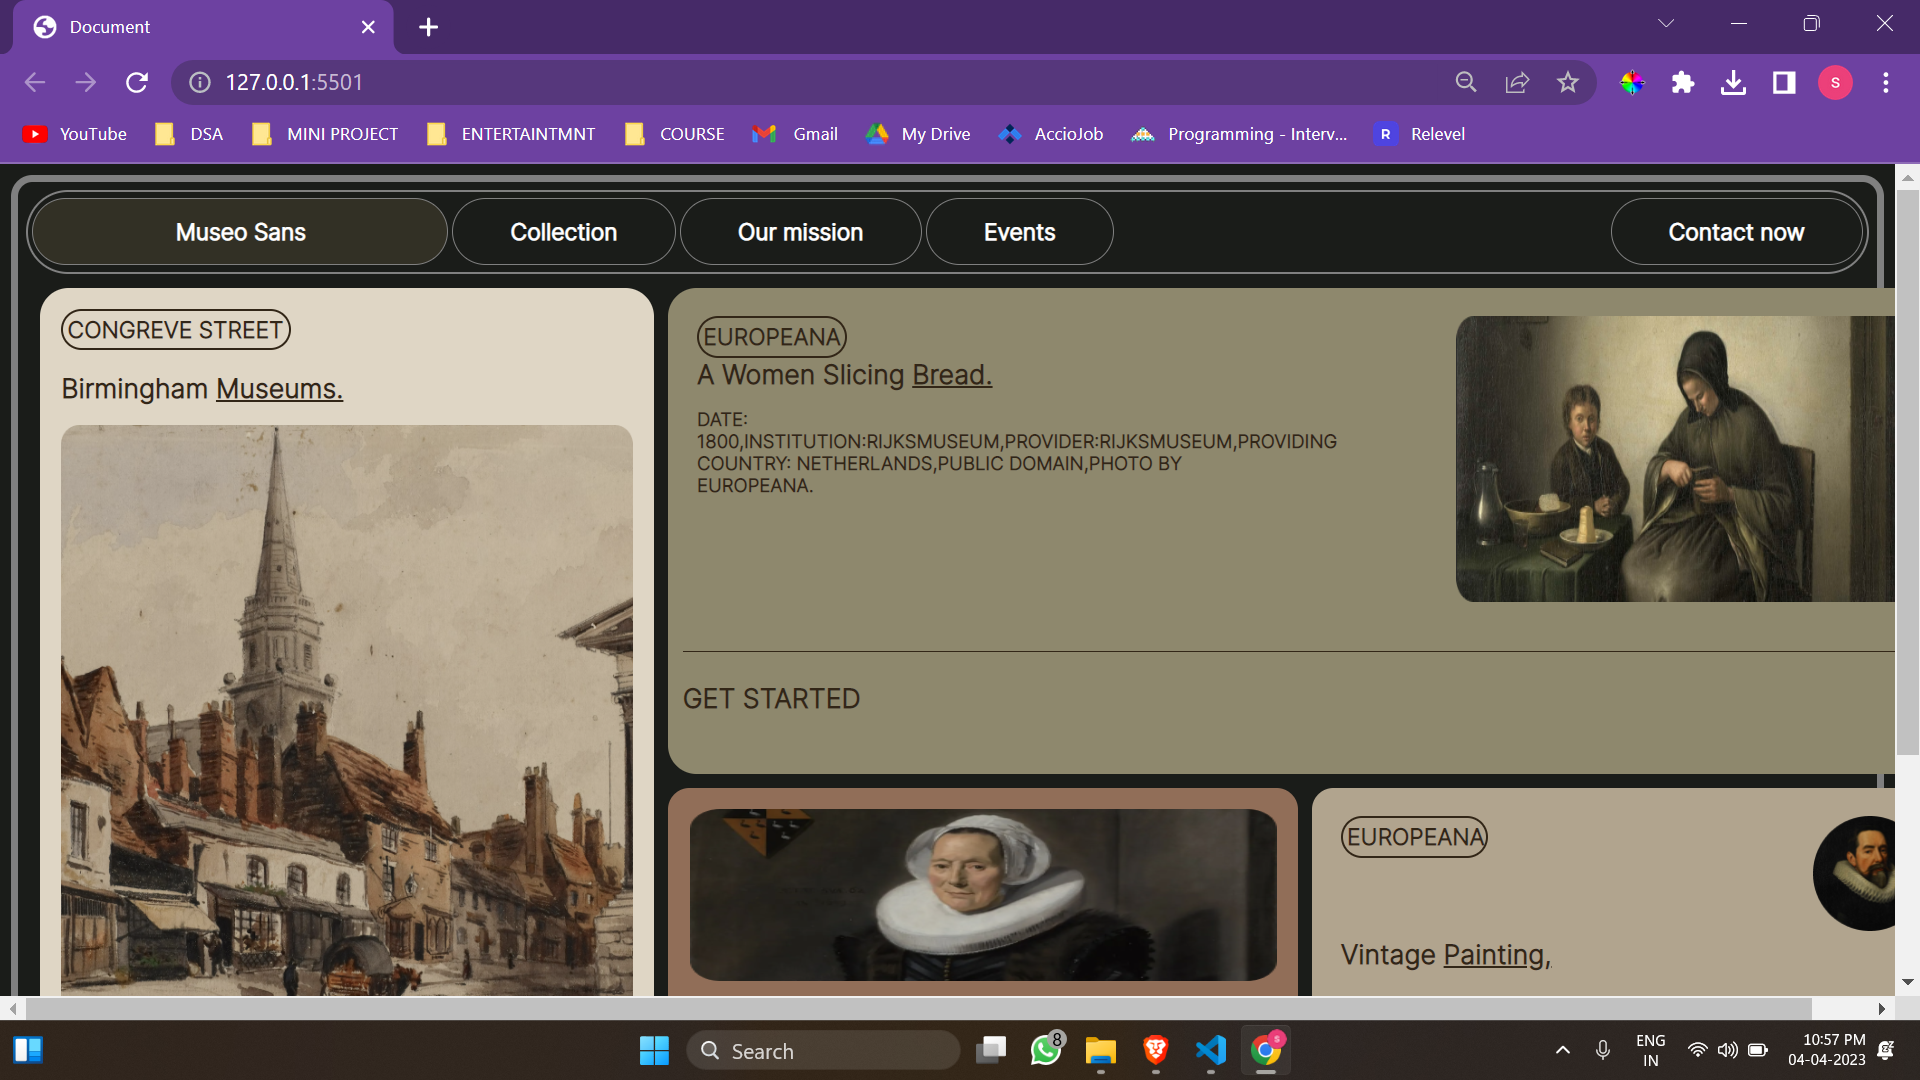 Document
127.0.0.1:5501
S
YouTube DSA MINI PROJECT ENTERTAINTMNT COURSE Gmail My Drive AccioJob Programming - Interv... R Relevel
Museo Sans Collection Our mission Events Contact now
CONGREVE STREET
Birmingham Museums.
EUROPEANA
A Women Slicing Bread.
DATE:
1800,INSTITUTION:RIJKSMUSEUM,PROVIDER:RIJKSMUSEUM,PROVIDING
COUNTRY: NETHERLANDS,PUBLIC DOMAIN,PHOTO BY
EUROPEANA.
GET STARTED
EUROPEANA
Vintage Painting,
Search
8
S
ENG
IN
10:57 PM
04-04-2023